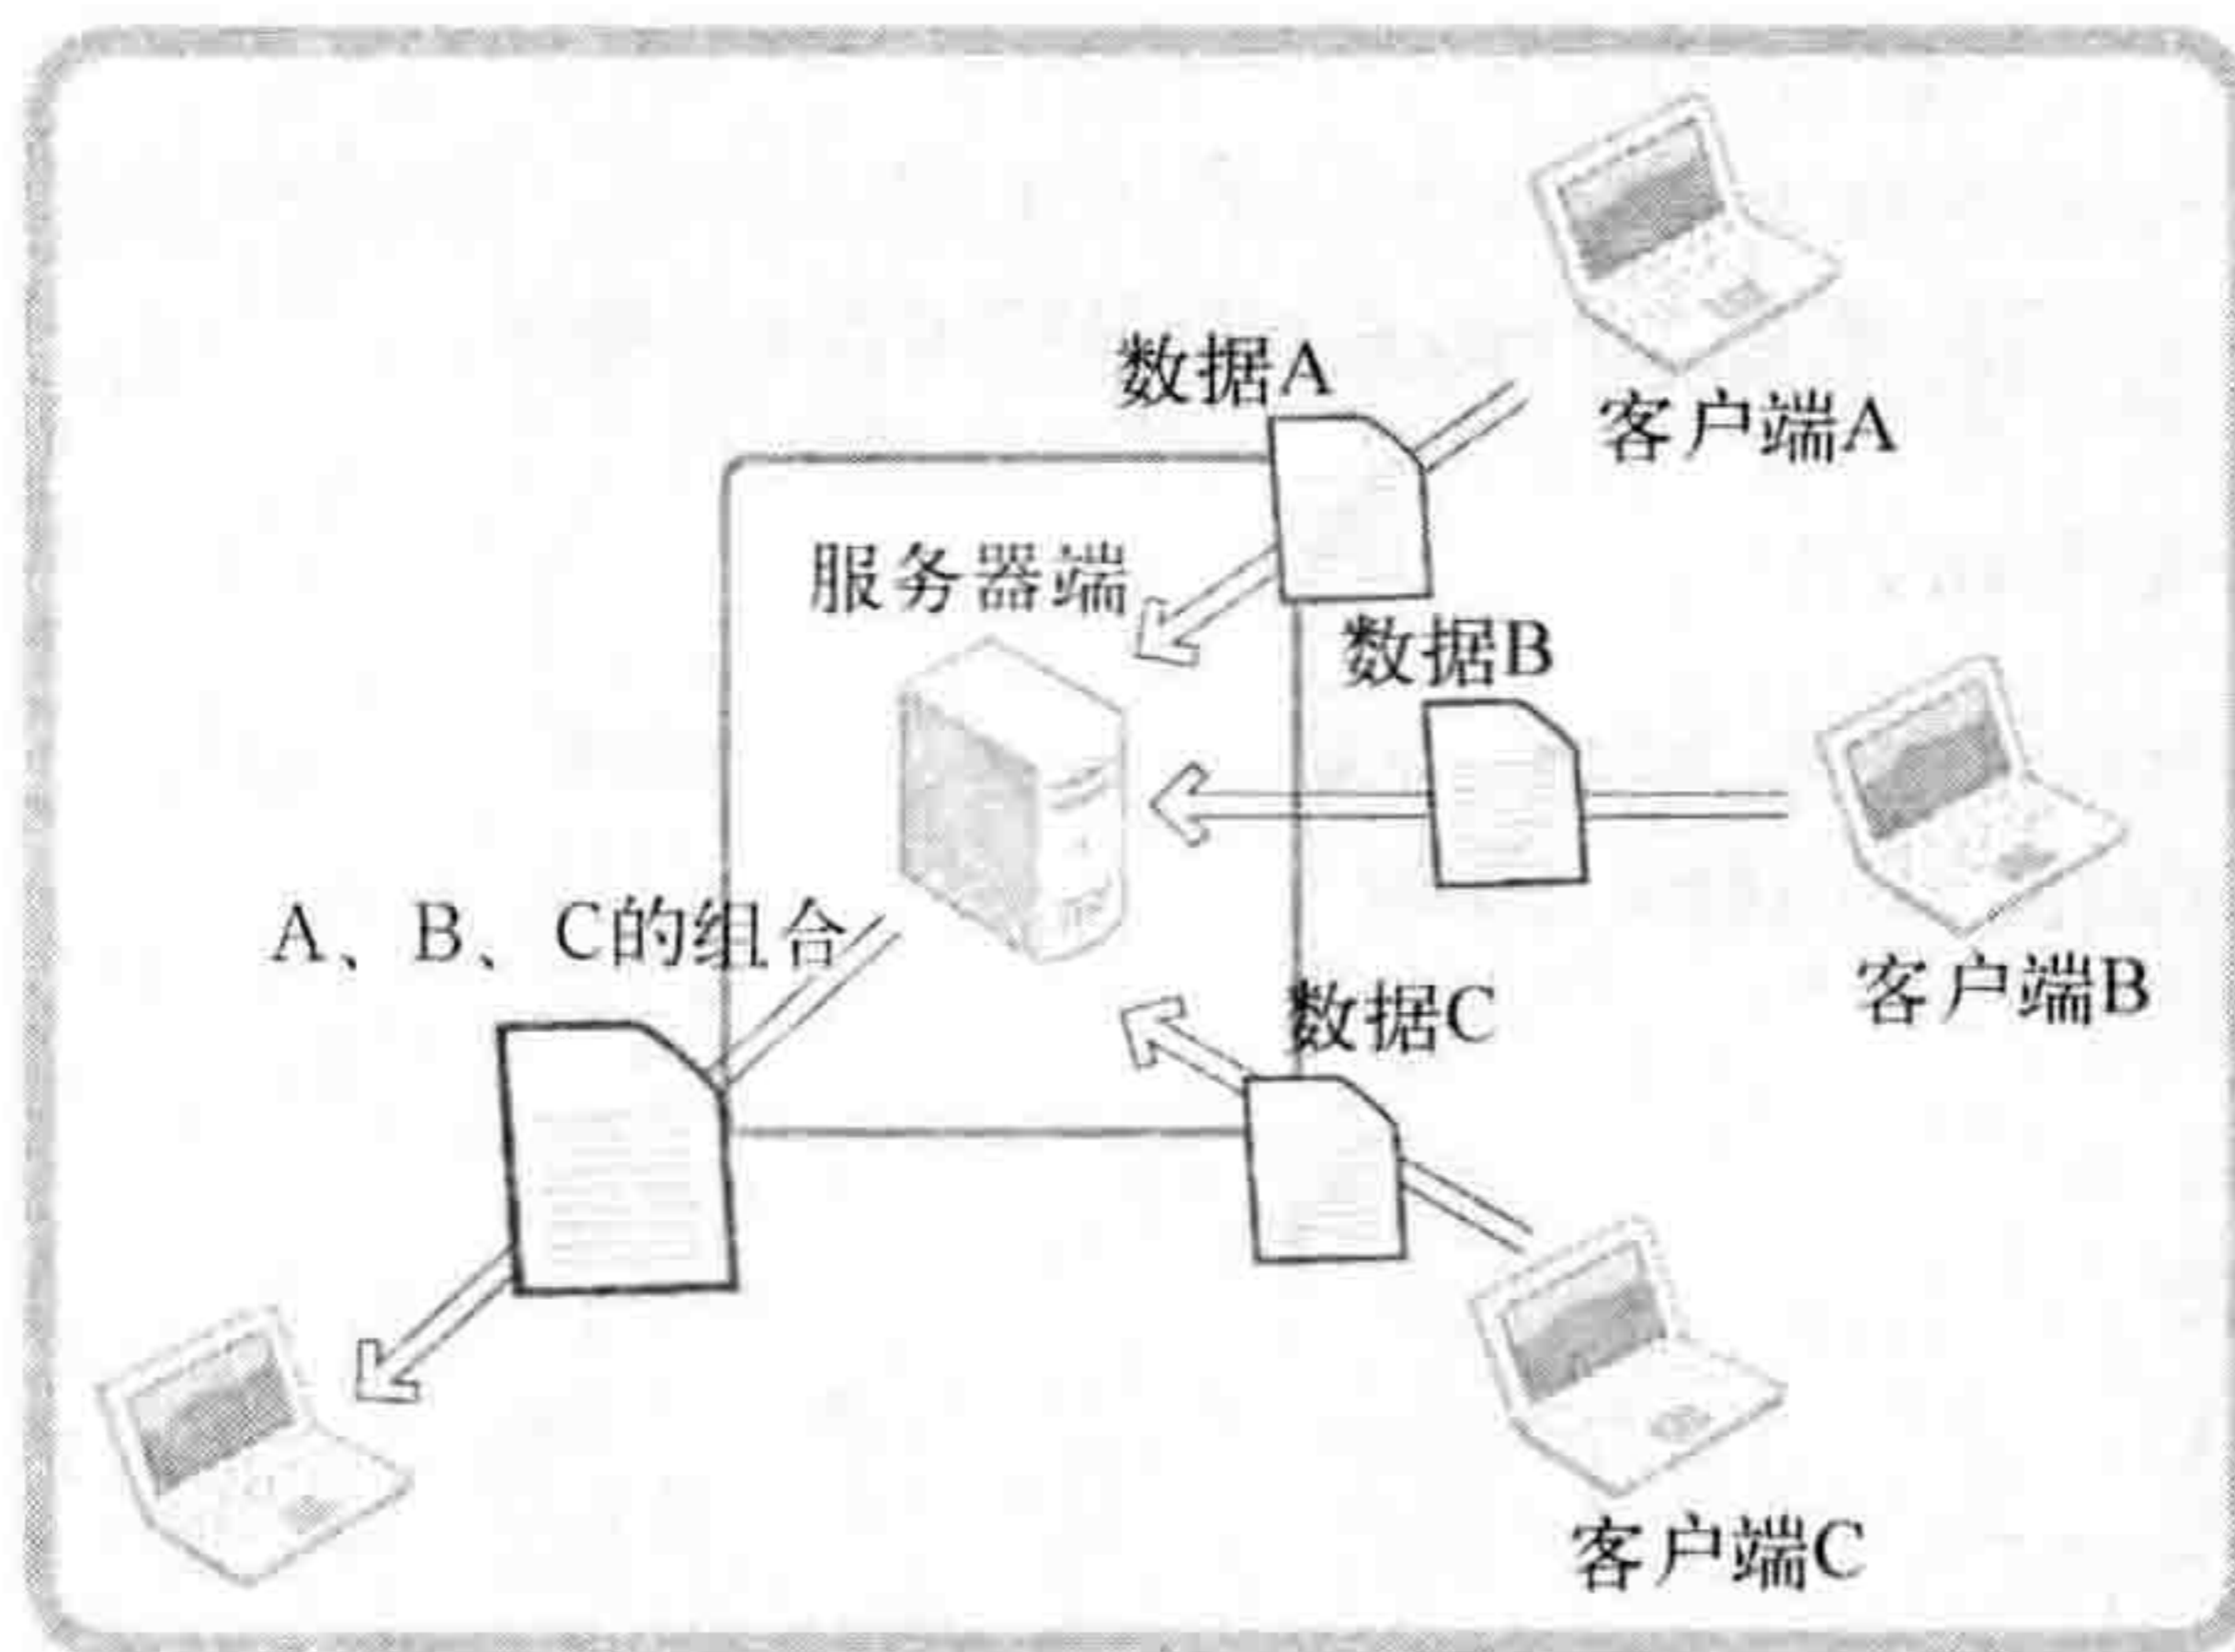 数据A
客户端A
服务器端
数据B
A、B、C的组合
客户端B
数据C
客户端C